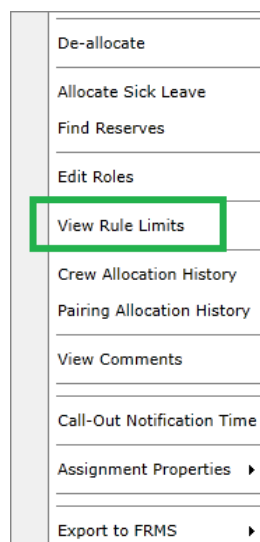 De-allocate
Allocate Sick Leave
Find Reserves
Edit Roles
View Rule Limits
Crew Allocation History
Pairing Allocation History
View Comments
Call-Out Notification Time
Assignment Properties
Export to FRMS